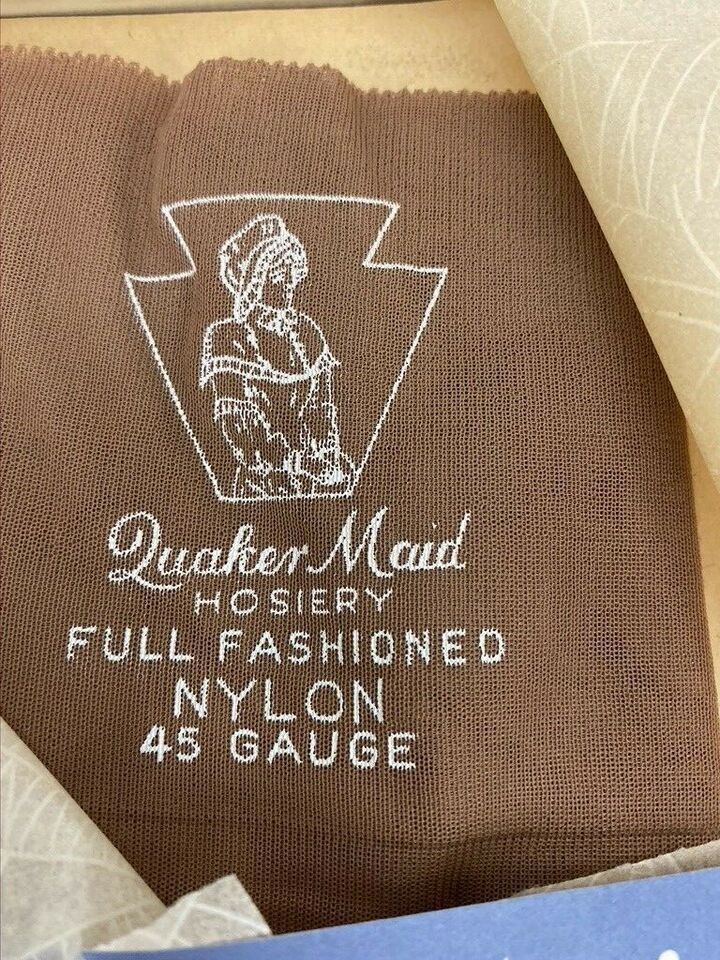 Quaker Maid
HOSIERY
FULL FASHIONED
NYLON
45 GAUGE